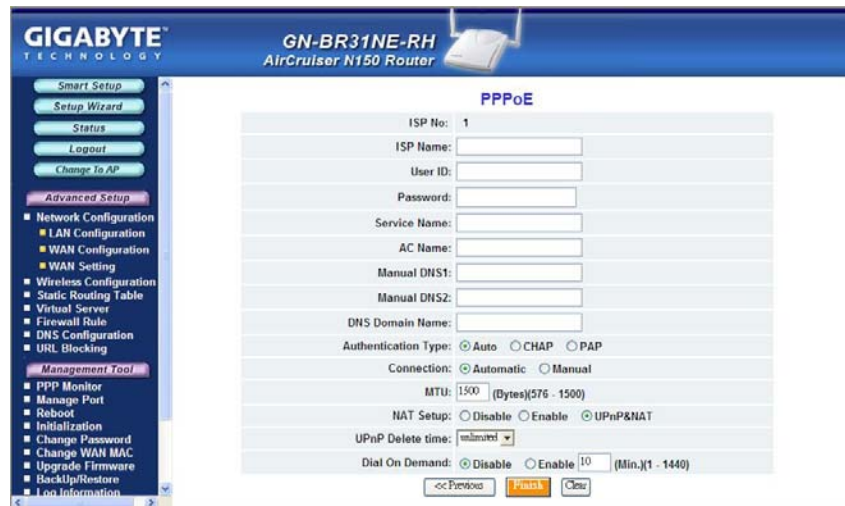 GIGABYTE™
TECHNOLOGY
GN-BR31NE-RH
AirCruiser N150 Router
Smart Setup
Setup Wizard
Status
Logout
Change To AP
Advanced Setup
Network Configuration
LAN Configuration
WAN Configuration
WAN Setting
Wireless Configuration
Static Routing Table
Virtual Server
Firewall Rule
DNS Configuration
URL Blocking
Management Tool
PPP Monitor
Manage Port
Reboot
Initialization
Change Password
Change WAN MAC
Upgrade Firmware
BackUp/Restore
Log Information
PPPoE
ISP No: 1
ISP Name:
User ID:
Password:
Service Name:
AC Name:
Manual DNS1:
Manual DNS2:
DNS Domain Name:
Authentication Type: Auto CHAP PAP
Connection: Automatic Manual
MTU: 1500 (Bytes)(576 - 1500)
NAT Setup: Disable Enable UPnP&NAT
UPnP Delete time: unlimited
Dial On Demand: Disable Enable 10 (Min.)(1 - 1440)
<< Previous Finish Clear